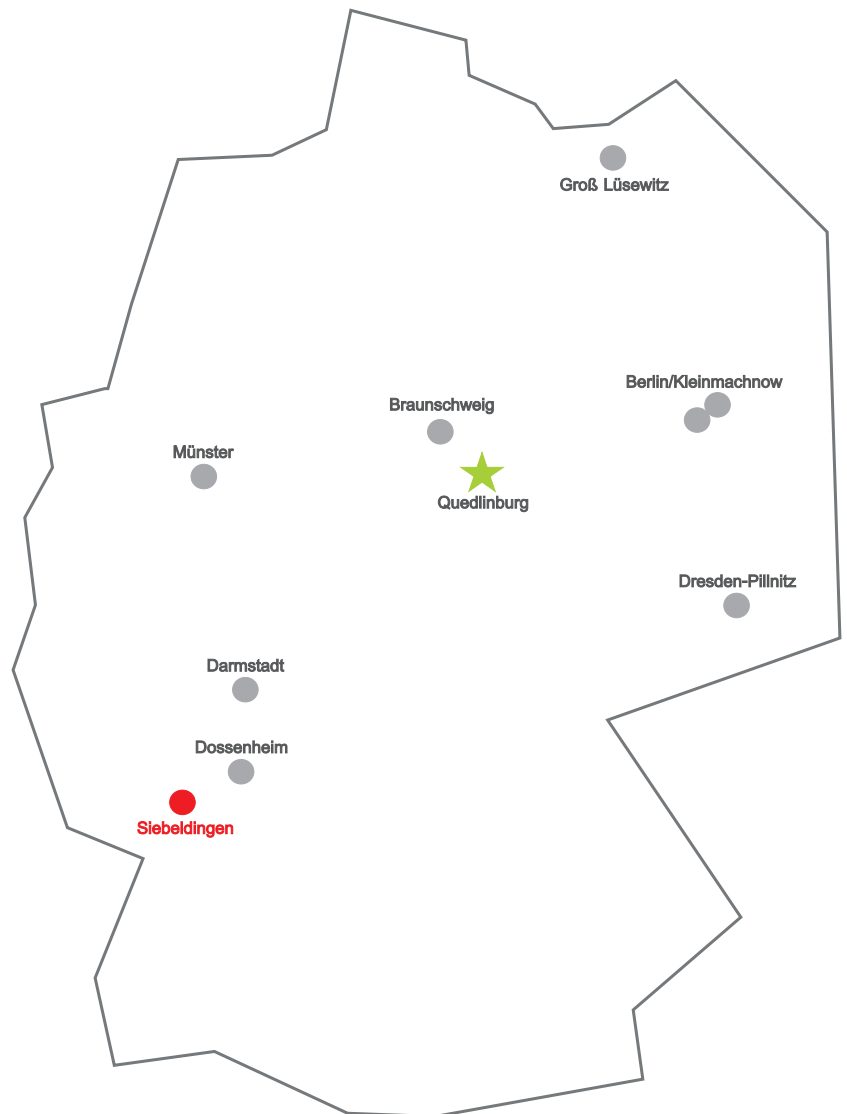 Groß Lüsewitz
Berlin/Kleinmachnow
Braunschweig
Münster
Quedlinburg
Dresden-Pillnitz
Darmstadt
Dossenheim
Siebeldingen